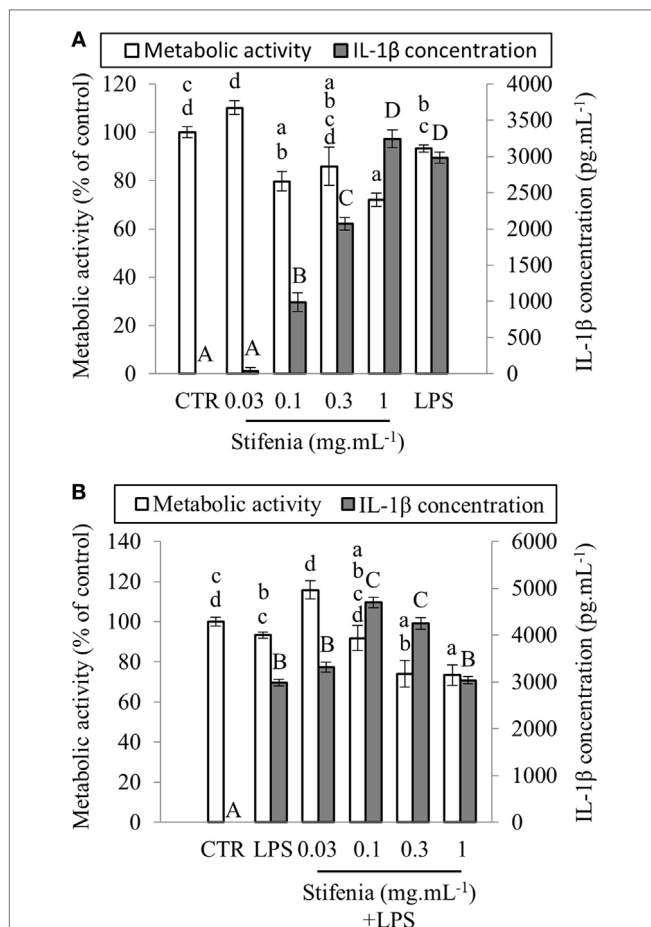 A
Metabolic activity IL-1β concentration
Metabolic activity (% of control)
120
100
80
60
40
20
0
c
d
A
d
A
a
b
B
a
b
c
d
C
a
D
b
c
D
4000
3500
3000
2500
2000
1500
1000
500
0
IL-1β concentration (pg.mL⁻¹)
CTR 0.03 0.1 0.3 1 LPS
Stifenia (mg.mL⁻¹)
B
Metabolic activity IL-1β concentration
Metabolic activity (% of control)
140
120
100
80
60
40
20
0
c
d
A
b
c
B
d
B
a
b
c
d
C
a
b
C
a
B
6000
5000
4000
3000
2000
1000
0
IL-1β concentration (pg.mL⁻¹)
CTR LPS 0.03 0.1 0.3 1
Stifenia (mg.mL⁻¹)
+LPS